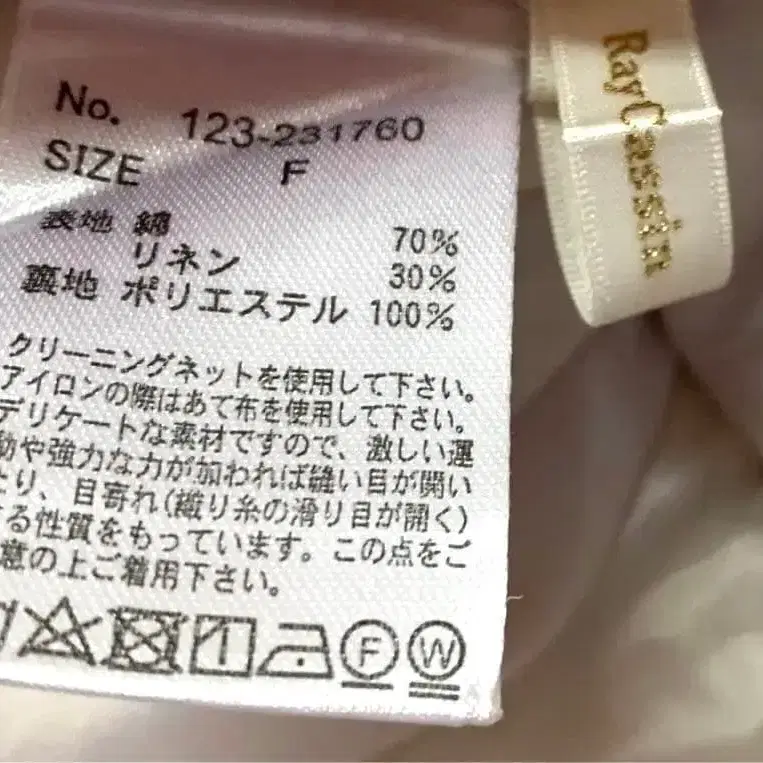 No. 123-231760
SIZE F
表地 綿 70%
リネン 30%
裏地 ポリエステル 100%
クリーニングネットを使用して下さい。
アイロンの際はあて布を使用して下さい。
デリケートな素材ですので、激しい運
動や強力な力が加われば縫い目が開い
たり、目寄れ(織り糸の滑り目が開く)
する性質をもっています。この点をご
意の上ご着用下さい。
F W
RayCassin